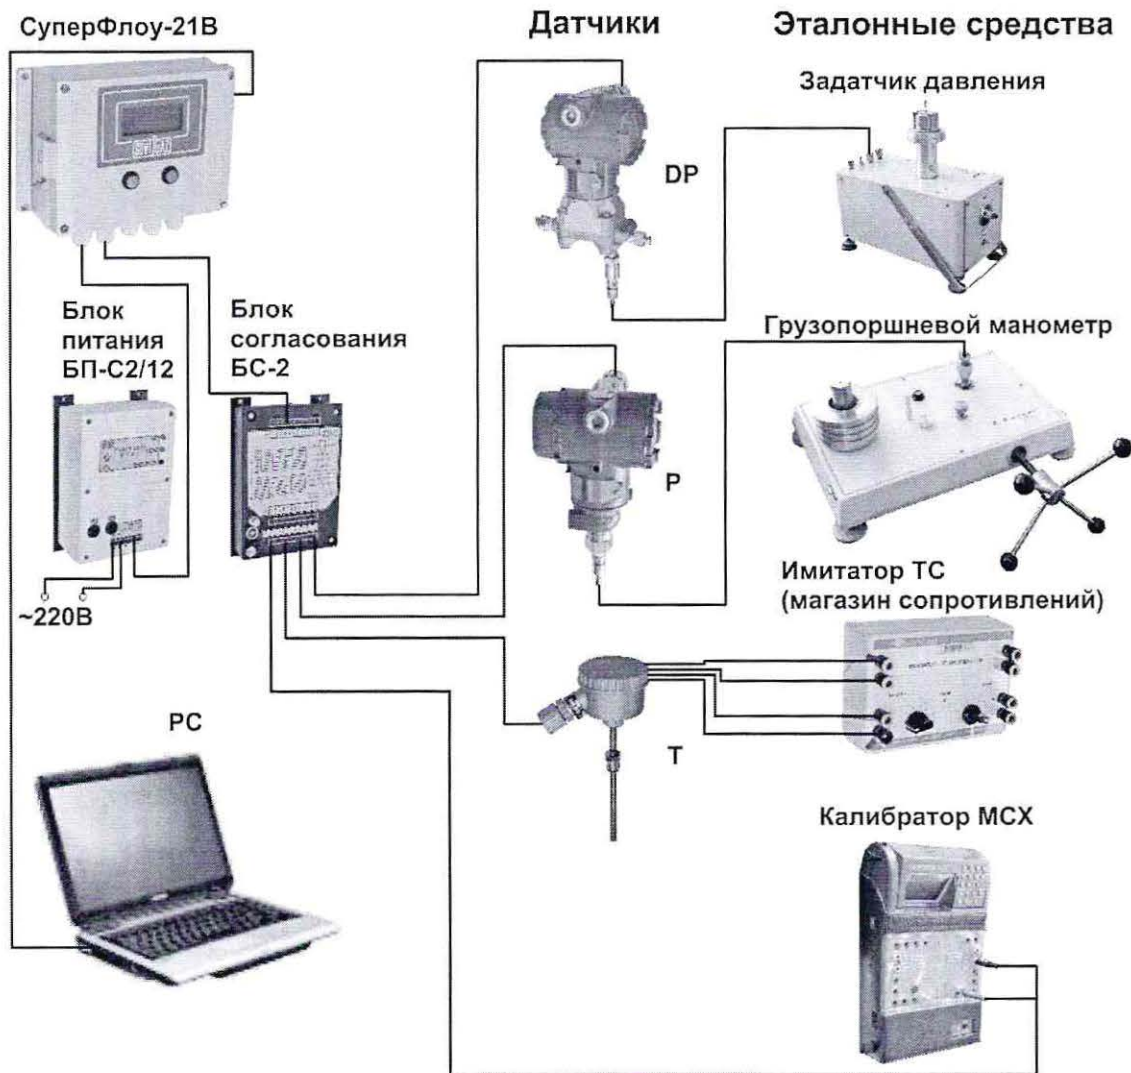 СуперФлоу-21В
Датчики
Эталонные средства
Задатчик давления
DP
Блок
питания
БП-С2/12
Блок
согласования
БС-2
Грузопоршневой манометр
P
Имитатор ТС
(магазин сопротивлений)
~220В
PC
T
Калибратор МСХ